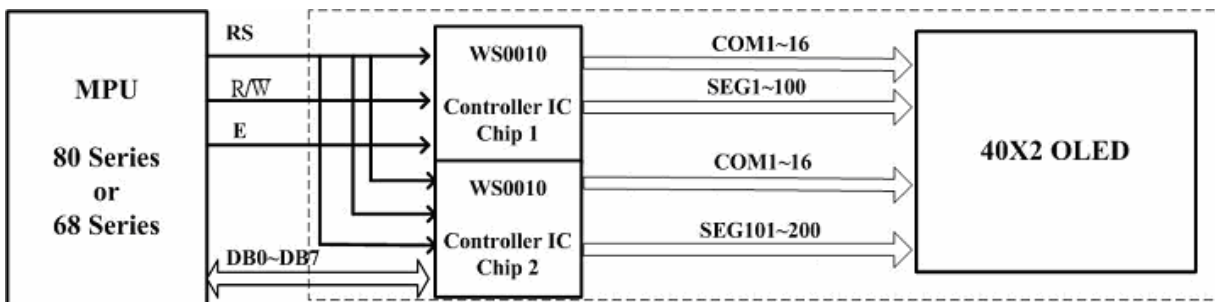 MPU
80 Series
or
68 Series
RS
R/W̅
E
DB0~DB7
WS0010
Controller IC
Chip 1
WS0010
Controller IC
Chip 2
COM1~16
SEG1~100
COM1~16
SEG101~200
40X2 OLED